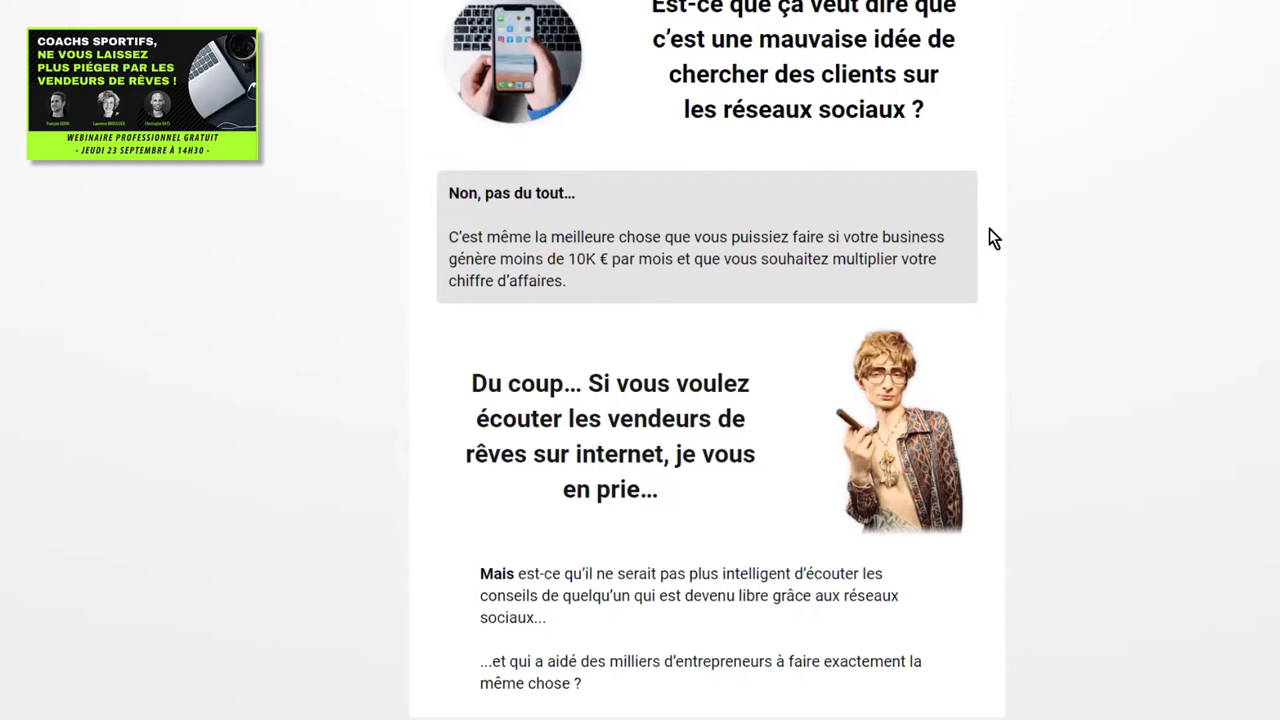 COACHS SPORTIFS,
NE VOUS LAISSEZ
PLUS PIÉGER PAR LES
VENDEURS DE RÊVES !
WEBINAIRE PROFESSIONNEL GRATUIT
- JEUDI 23 SEPTEMBRE À 14H30 -
Est-ce que ça veut dire que
c’est une mauvaise idée de
chercher des clients sur
les réseaux sociaux ?
Non, pas du tout…
C’est même la meilleure chose que vous puissiez faire si votre business
génère moins de 10K € par mois et que vous souhaitez multiplier votre
chiffre d’affaires.
Du coup… Si vous voulez
écouter les vendeurs de
rêves sur internet, je vous
en prie…
Mais est-ce qu’il ne serait pas plus intelligent d’écouter les
conseils de quelqu’un qui est devenu libre grâce aux réseaux
sociaux...
...et qui a aidé des milliers d’entrepreneurs à faire exactement la
même chose ?